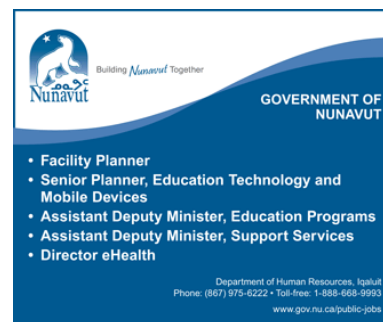 Building Nunavut Together
ᓄᓇᕗᑦ
Nunavut
GOVERNMENT OF
NUNAVUT
• Facility Planner
• Senior Planner, Education Technology and
Mobile Devices
• Assistant Deputy Minister, Education Programs
• Assistant Deputy Minister, Support Services
• Director eHealth
Department of Human Resources, Iqaluit
Phone: (867) 975-6222 • Toll-free: 1-888-668-9993
www.gov.nu.ca/public-jobs